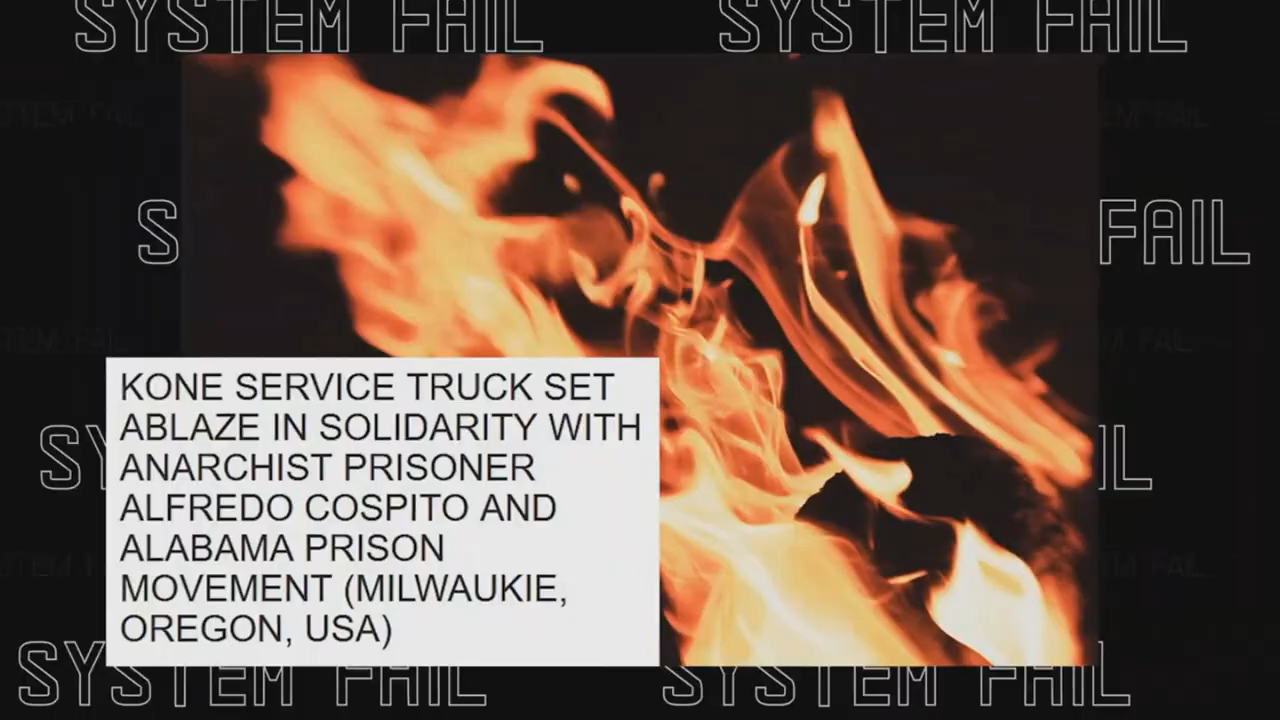 SYSTEM FAIL SYSTEM FAIL
S FAIL
KONE SERVICE TRUCK SET
ABLAZE IN SOLIDARITY WITH
ANARCHIST PRISONER
ALFREDO COSPITO AND
ALABAMA PRISON
MOVEMENT (MILWAUKIE,
OREGON, USA)
SY IL
SYSTEM FAIL SYSTEM FAIL